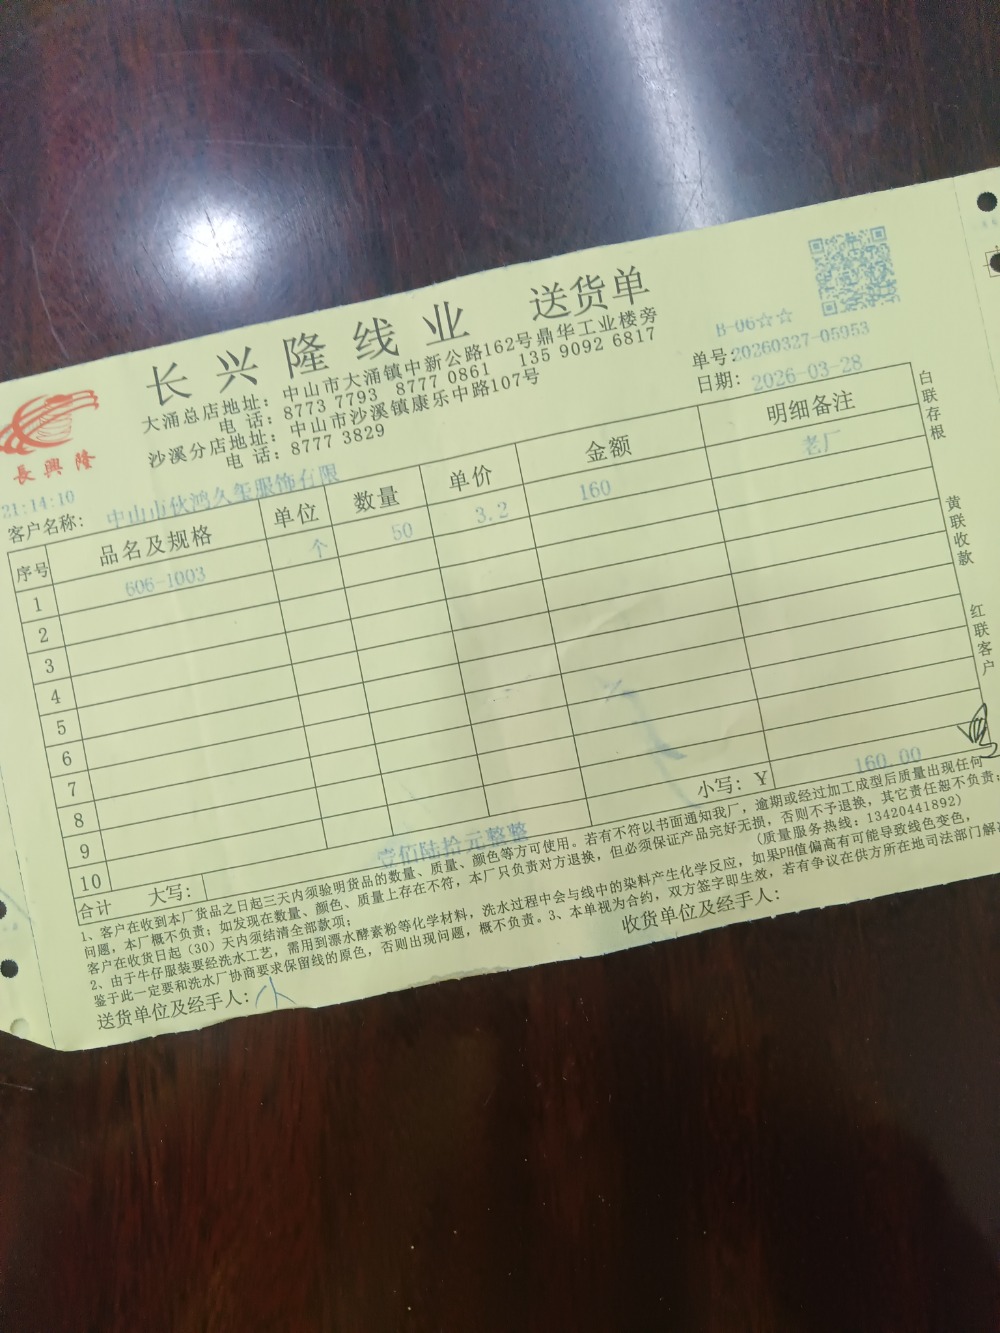 长兴隆线业 送货单
B-06☆☆
大涌总店地址：中山市大涌镇中新公路162号鼎华工业楼旁
单号：20260327-05953
电 话：8773 7793 8777 0861 135 9092 6817
日期：2026-03-28
沙溪分店地址：中山市沙溪镇康乐中路107号
电 话：8777 3829
長興隆
21:14:10
客户名称：中山市伙鸿久玺服饰有限
序号 品名及规格 单位 数量 单价 金额 明细备注
1 606-1003 个 50 3.2 160 老厂
2
3
4
5
6
7
8
9
10
合计 大写：壹佰陆拾元整整 小写：￥ 160.00
白联存根
黄联收款
红联客户
1、客户在收到本厂货品之日起三天内须验明货品的数量、质量、颜色等方可使用。若有不符以书面通知我厂，逾期或经过加工成型后质量出现任何
问题，本厂概不负责；如发现在数量、颜色、质量上存在不符，本厂只负责对方退换，但必须保证产品完好无损，否则不予退换，其它责任恕不负责；
客户在收货日起（30）天内须结清全部款项； （质量服务热线：13420441892）
2、由于牛仔服装要经洗水工艺，需用到漂水酵素粉等化学材料，洗水过程中会与线中的染料产生化学反应，如果PH值偏高有可能导致线色变色，
鉴于此一定要和洗水厂协商要求保留线的原色，否则出现问题，概不负责。3、本单视为合约，双方签字即生效，若有争议在供方所在地司法部门解
送货单位及经手人： 收货单位及经手人：